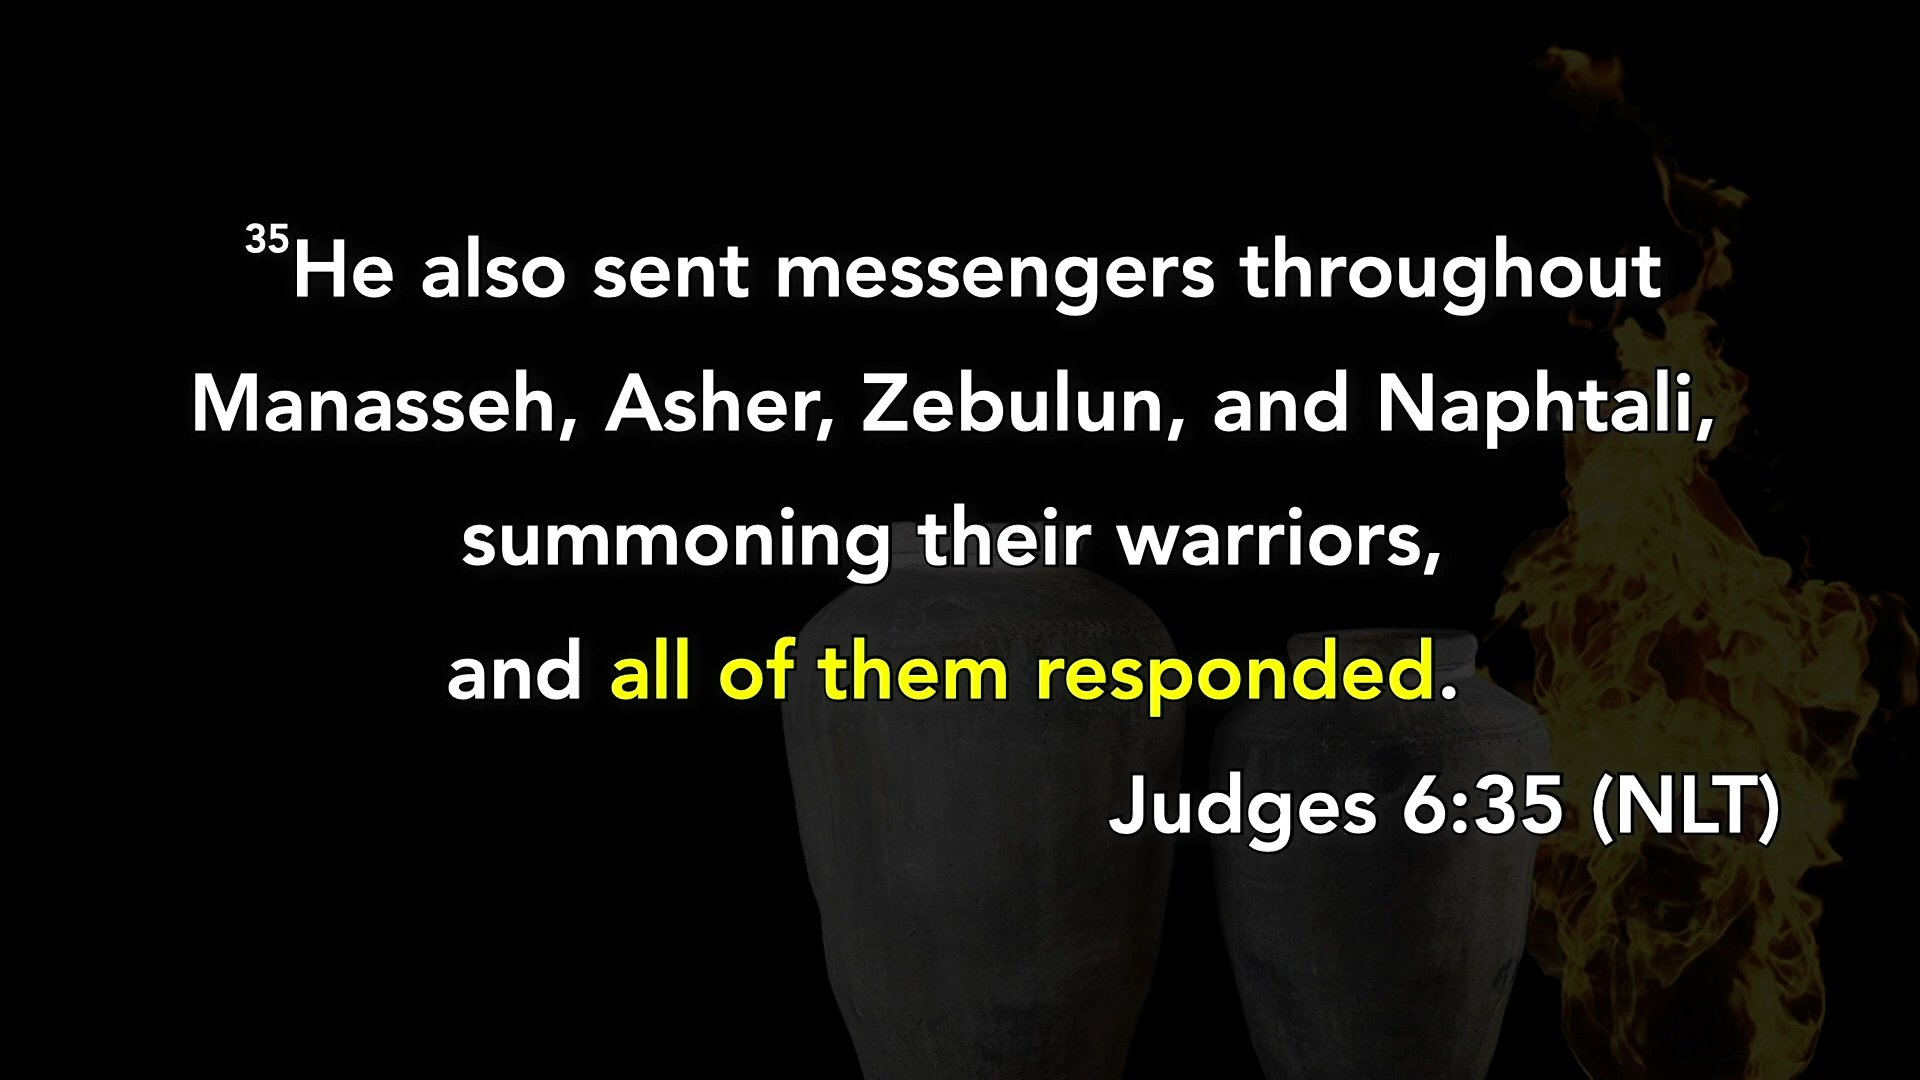 35He also sent messengers throughout
Manasseh, Asher, Zebulun, and Naphtali,
summoning their warriors,
and all of them responded.
Judges 6:35 (NLT)